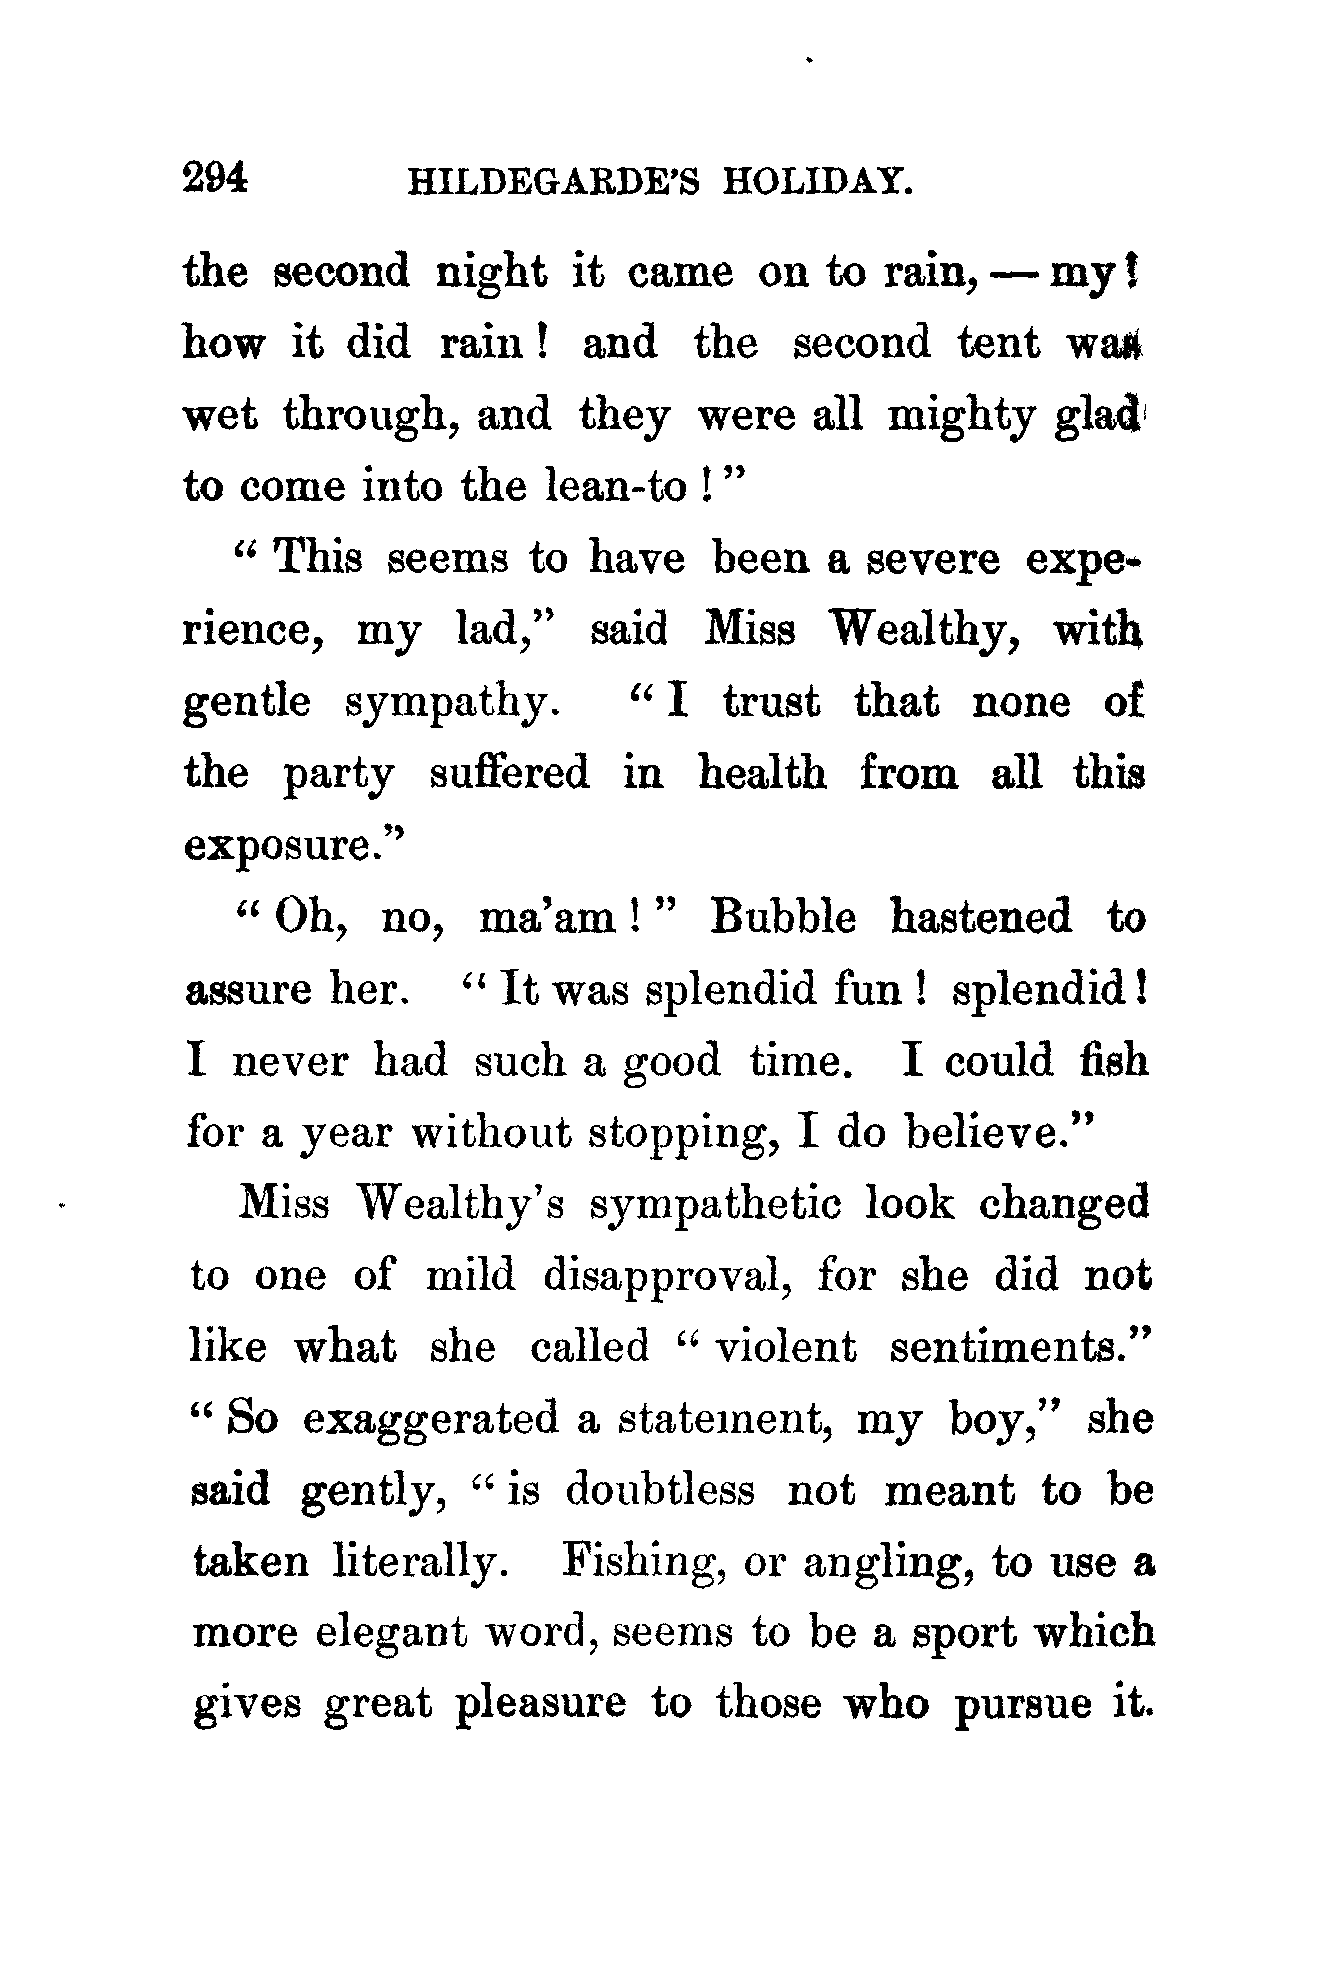 294 HILDEGARDE'S HOLIDAY.
the second night it came on to rain, — my!
how it did rain! and the second tent was
wet through, and they were all mighty glad
to come into the lean-to!"
"This seems to have been a severe expe-
rience, my lad," said Miss Wealthy, with
gentle sympathy. "I trust that none of
the party suffered in health from all this
exposure."
"Oh, no, ma'am!" Bubble hastened to
assure her. "It was splendid fun! splendid!
I never had such a good time. I could fish
for a year without stopping, I do believe."
Miss Wealthy's sympathetic look changed
to one of mild disapproval, for she did not
like what she called "violent sentiments."
"So exaggerated a statement, my boy," she
said gently, "is doubtless not meant to be
taken literally. Fishing, or angling, to use a
more elegant word, seems to be a sport which
gives great pleasure to those who pursue it.